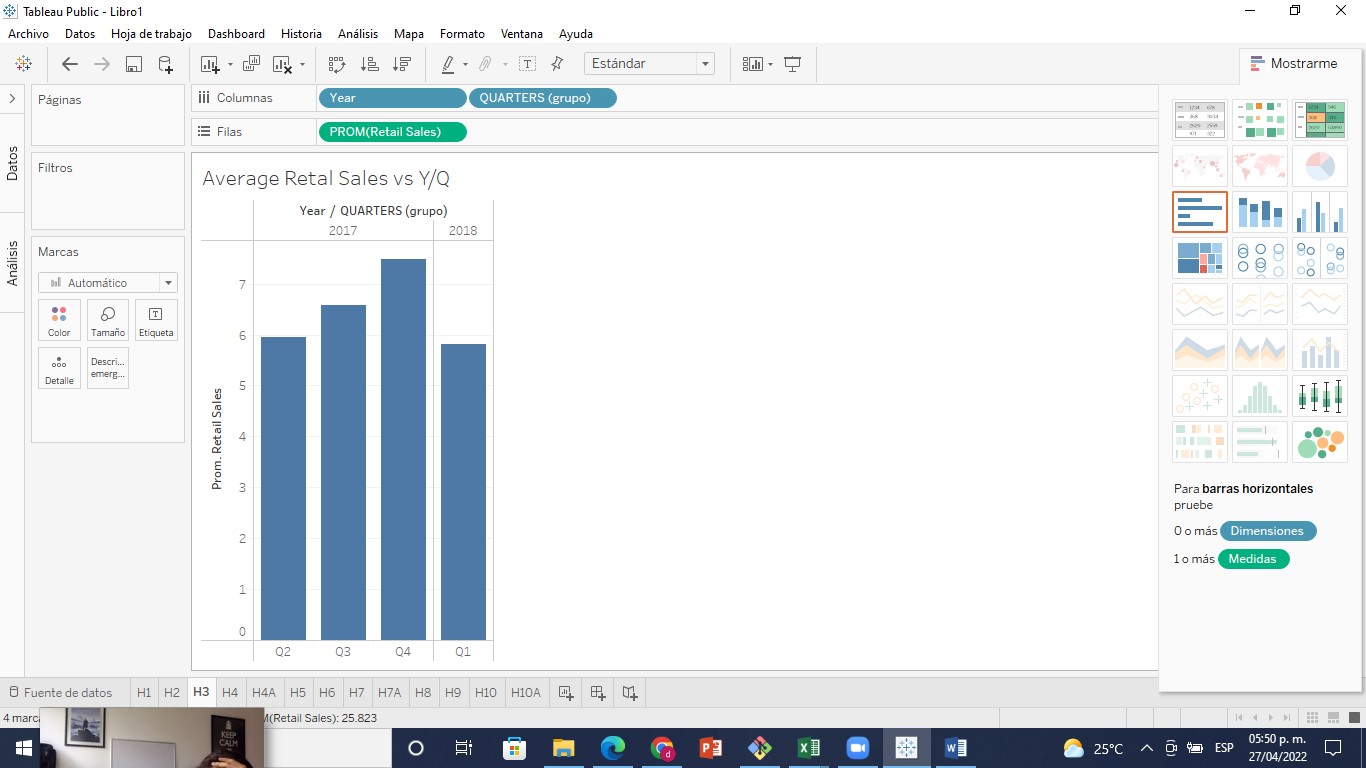 Tableau Public - Libro1
Archivo Datos Hoja de trabajo Dashboard Historia Análisis Mapa Formato Ventana Ayuda
Estándar
Mostrarme
Datos
Análisis
Páginas
Filtros
Marcas
Automático
Color Tamaño Etiqueta
Detalle
Descri...
emerg...
Columnas Year QUARTERS (grupo)
Filas PROM(Retail Sales)
Average Retal Sales vs Y/Q
Year / QUARTERS (grupo)
2017 2018
Prom. Retail Sales
7
6
5
4
3
2
1
0
Q2 Q3 Q4 Q1
Para barras horizontales
pruebe
0 o más Dimensiones
1 o más Medidas
Fuente de datos H1 H2 H3 H4 H4A H5 H6 H7 H7A H8 H9 H10 H10A
4 marca
(Retail Sales): 25.823
KEEP
CALM
25°C ESP 05:50 p. m.
27/04/2022